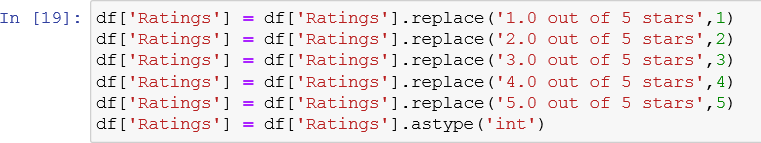 In [19]: df['Ratings'] = df['Ratings'].replace('1.0 out of 5 stars',1)
df['Ratings'] = df['Ratings'].replace('2.0 out of 5 stars',2)
df['Ratings'] = df['Ratings'].replace('3.0 out of 5 stars',3)
df['Ratings'] = df['Ratings'].replace('4.0 out of 5 stars',4)
df['Ratings'] = df['Ratings'].replace('5.0 out of 5 stars',5)
df['Ratings'] = df['Ratings'].astype('int')